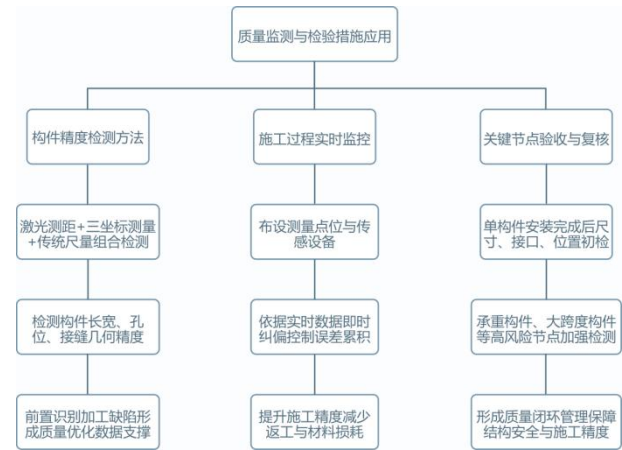 质量监测与检验措施应用
构件精度检测方法
施工过程实时监控
关键节点验收与复核
激光测距+三坐标测量
+传统尺量组合检测
布设测量点位与传
感设备
单构件安装完成后尺
寸、接口、位置初检
检测构件长宽、孔
位、接缝几何精度
依据实时数据即时
纠偏控制误差累积
承重构件、大跨度构件
等高风险节点加强检测
前置识别加工缺陷形
成质量优化数据支撑
提升施工精度减少
返工与材料损耗
形成质量闭环管理保障
结构安全与施工精度